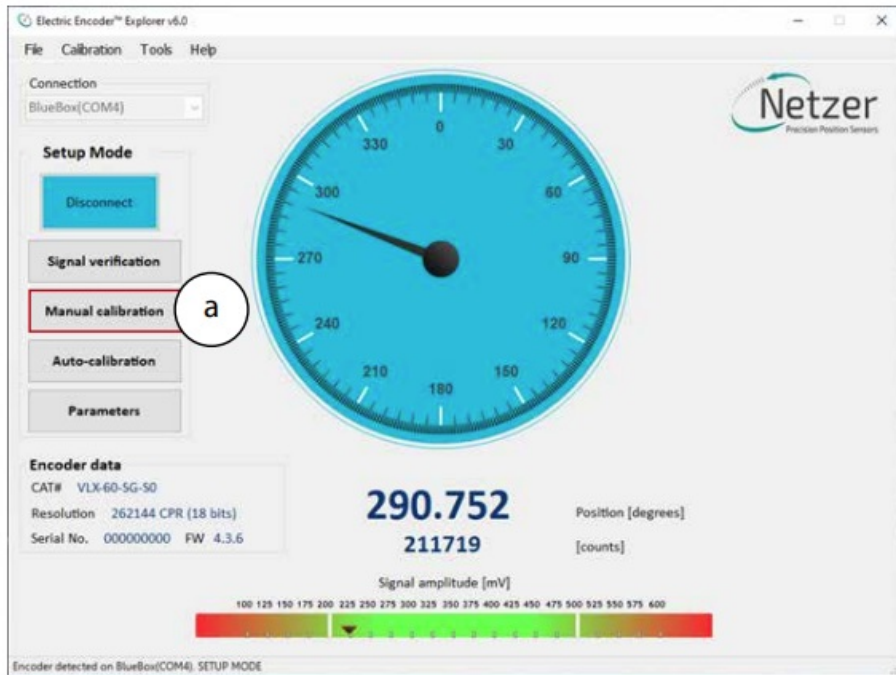 Electric Encoder™ Explorer v6.0
File Calibration Tools Help
Connection
BlueBox(COM4)
Netzer
Precision Position Sensors
Setup Mode
Disconnect
Signal verification
Manual calibration
a
Auto-calibration
Parameters
0
30
60
90
120
150
180
210
240
270
300
330
Encoder data
CAT# VLX-60-SG-S0
Resolution 262144 CPR (18 bits)
Serial No. 000000000 FW 4.3.6
290.752 Position [degrees]
211719 [counts]
Signal amplitude [mV]
100 125 150 175 200 225 250 275 300 325 350 375 400 425 450 475 500 525 550 575 600
Encoder detected on BlueBox(COM4). SETUP MODE